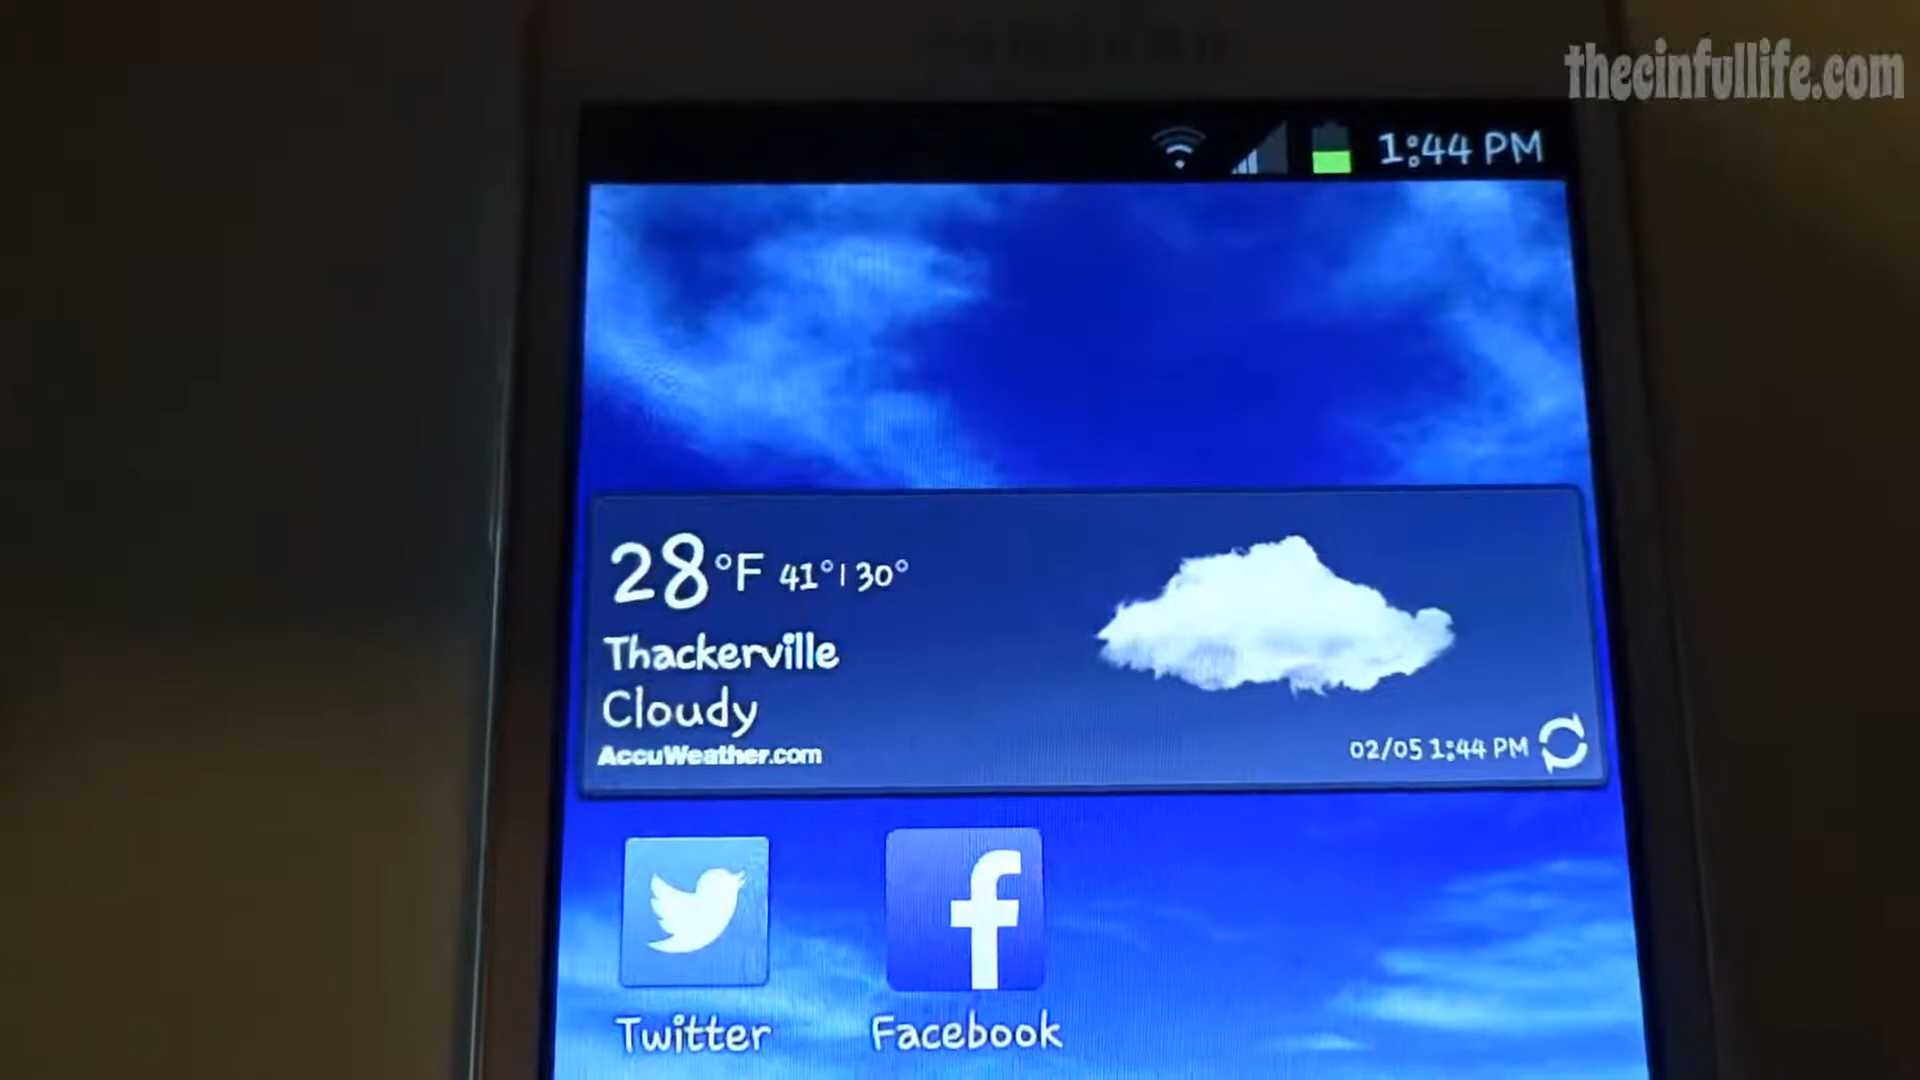 thecinfullife.com
1:44 PM
28°F 41° | 30°
Thackerville
Cloudy
AccuWeather.com
02/05 1:44 PM
Twitter
Facebook